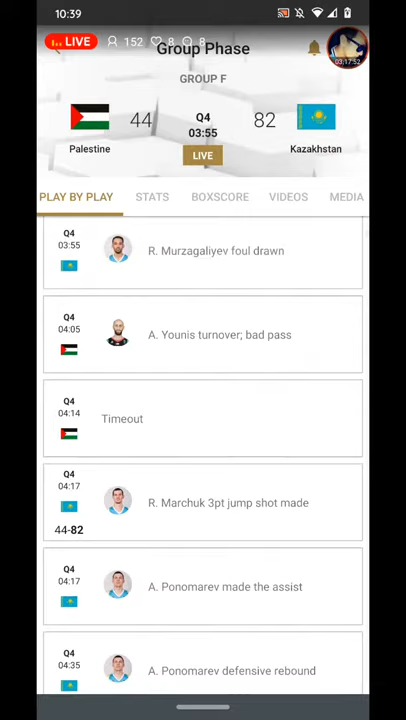 10:39
LIVE 152 8 8
Group Phase
03:17:52
GROUP F
44 Q4 82
03:55
Palestine LIVE Kazakhstan
PLAY BY PLAY STATS BOXSCORE VIDEOS MEDIA
Q4
03:55
R. Murzagaliyev foul drawn
Q4
04:05
A. Younis turnover; bad pass
Q4
04:14
Timeout
Q4
04:17
R. Marchuk 3pt jump shot made
44-82
Q4
04:17
A. Ponomarev made the assist
Q4
04:35
A. Ponomarev defensive rebound